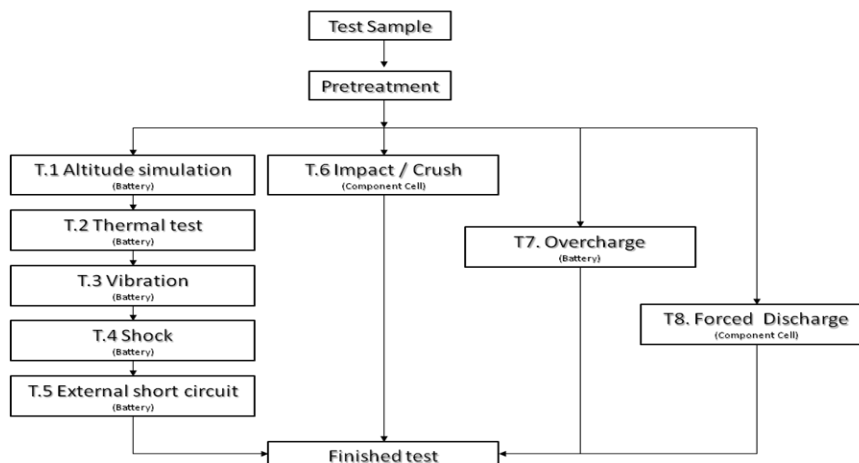 Test Sample
Pretreatment
T.1 Altitude simulation
(Battery)
T.2 Thermal test
(Battery)
T.3 Vibration
(Battery)
T.4 Shock
(Battery)
T.5 External short circuit
(Battery)
T.6 Impact / Crush
(Component Cell)
T7. Overcharge
(Battery)
T8. Forced Discharge
(Component Cell)
Finished test